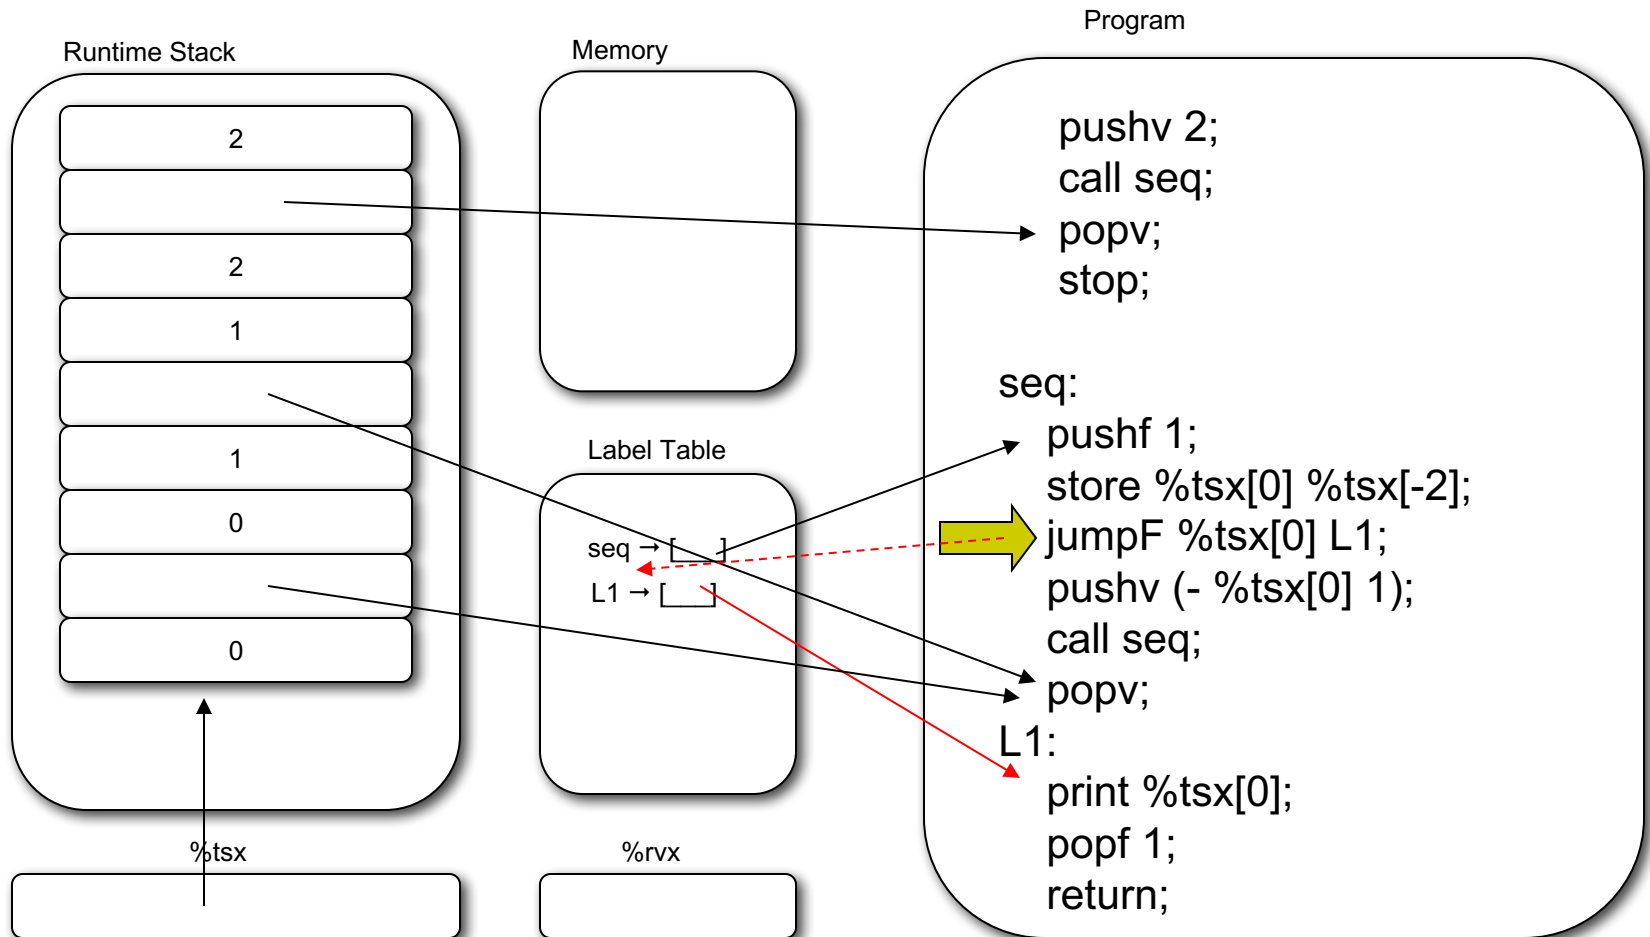 Program
Runtime Stack
Memory
2
2
1
1
0
0
Label Table
seq → [___]
L1 → [___]
%tsx
%rvx
pushv 2;
call seq;
popv;
stop;
seq:
pushf 1;
store %tsx[0] %tsx[-2];
jumpF %tsx[0] L1;
pushv (- %tsx[0] 1);
call seq;
popv;
L1:
print %tsx[0];
popf 1;
return;